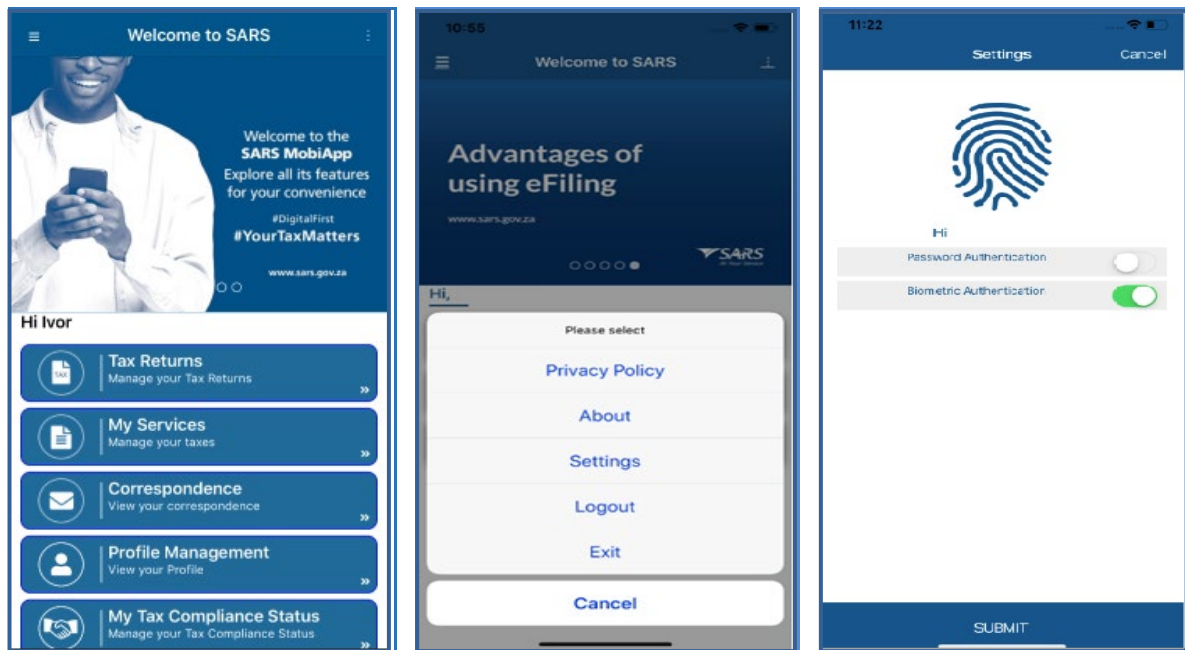 Welcome to SARS
Welcome to the
SARS MobiApp
Explore all its features
for your convenience
#DigitalFirst
#YourTaxMatters
www.sars.gov.za
Hi Ivor
TAX
Tax Returns
Manage your Tax Returns
My Services
Manage your taxes
Correspondence
View your correspondence
Profile Management
View your Profile
My Tax Compliance Status
Manage your Tax Compliance Status
10:55
Welcome to SARS
Advantages of
using eFiling
www.sars.gov.za
SARS
At Your Service
Hi,
Please select
Privacy Policy
About
Settings
Logout
Exit
Cancel
11:22
Settings
Cancel
Hi
Password Authentication
Biometric Authentication
SUBMIT